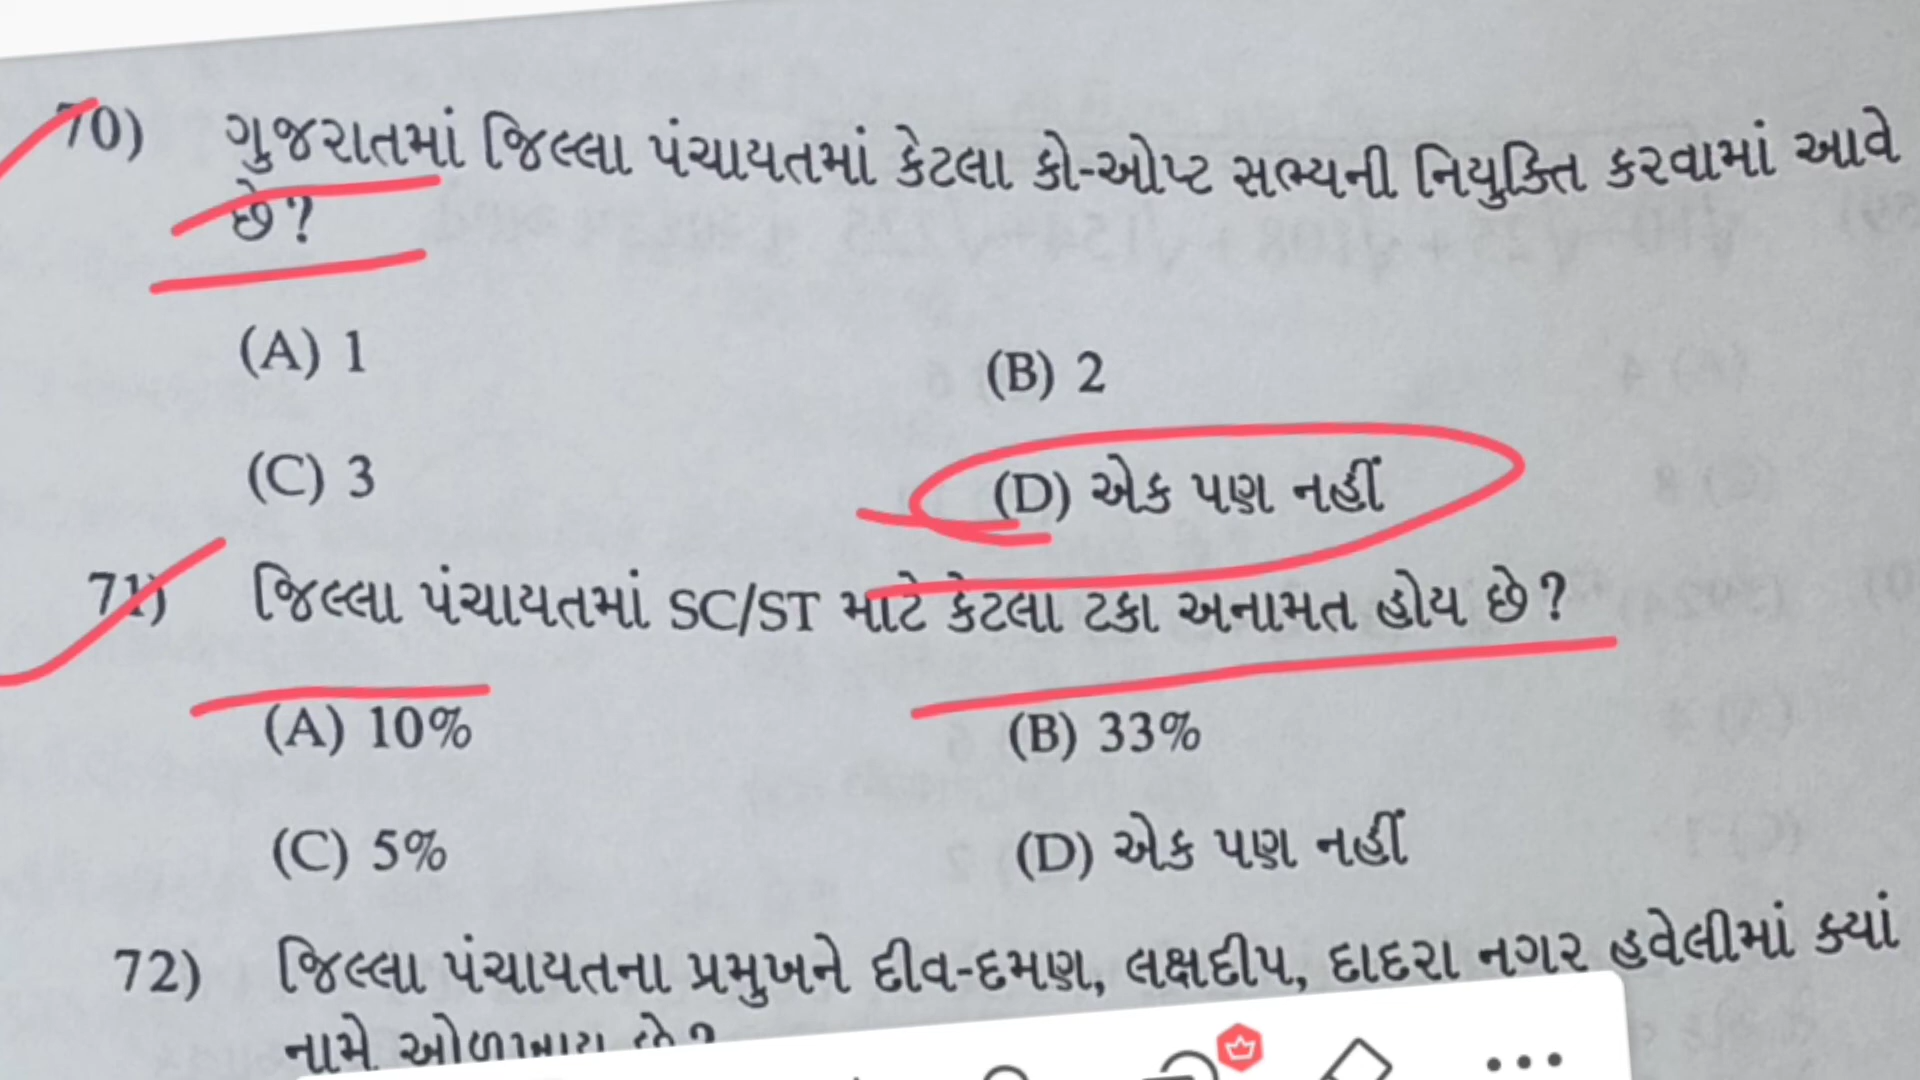 70) ગુજરાતમાં જિલ્લા પંચાયતમાં કેટલા કો-ઓપ્ટ સભ્યની નિયુક્તિ કરવામાં આવે
છે?
(A) 1 (B) 2
(C) 3 (D) એક પણ નહીં
71) જિલ્લા પંચાયતમાં SC/ST માટે કેટલા ટકા અનામત હોય છે?
(A) 10% (B) 33%
(C) 5% (D) એક પણ નહીં
72) જિલ્લા પંચાયતના પ્રમુખને દીવ-દમણ, લક્ષદીપ, દાદરા નગર હવેલીમાં ક્યાં
નામે